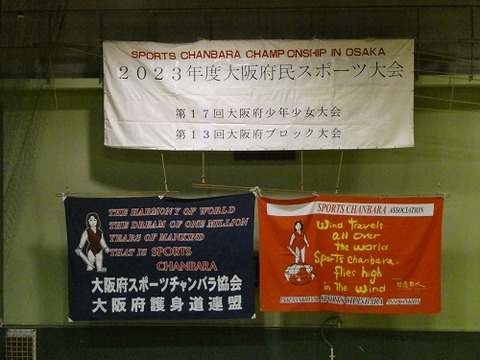 SPORTS CHANBARA CHAMPIONSHIP IN OSAKA
2023年度大阪府民スポーツ大会
第17回大阪府少年少女大会
第13回大阪府ブロック大会
THE HARMONY OF WORLD
THE DREAM OF ONE MILLION
YEARS OF MANKIND
THAT IS SPORTS
CHANBARA
大阪府スポーツチャンバラ協会
大阪府護身道連盟
SPORTS CHANBARA ASSOCIATION
Wind Travels
all over
the world
Sports chanbara.
flies high
in The wind
INTERNATIONAL SPORTS CHANBARA ASSOCIATION